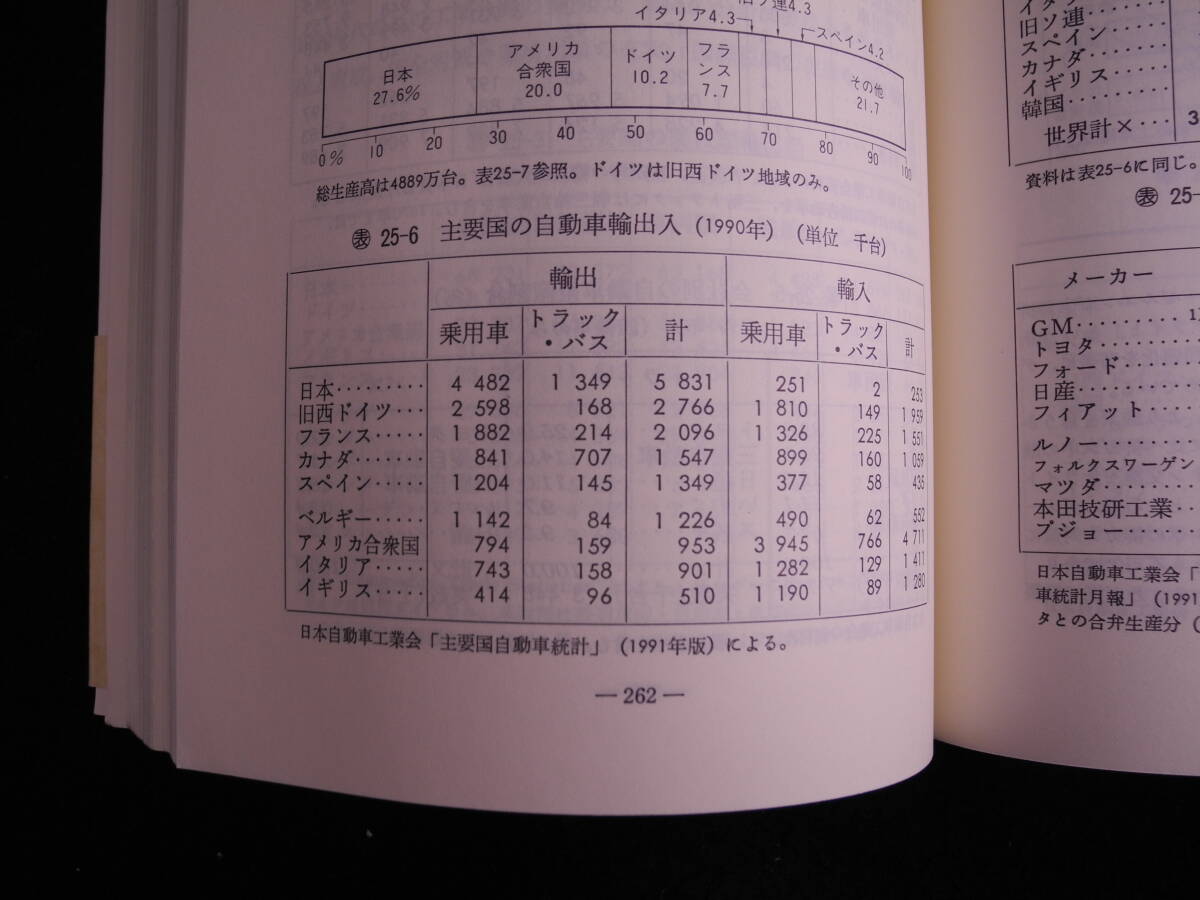 旧ソ連4.3
イタリア4.3
スペイン4.2
日本 27.6%
アメリカ合衆国 20.0
ドイツ 10.2
フランス 7.7
その他 21.7
0% 10 20 30 40 50 60 70 80 90 100
総生産高は4889万台。表25-7参照。ドイツは旧西ドイツ地域のみ。
表 25-6 主要国の自動車輸出入(1990年) (単位 千台)
輸出 輸入
乗用車 トラック・バス 計 乗用車 トラック・バス 計
日本········· 4 482 1 349 5 831 251 2 253
旧西ドイツ··· 2 598 168 2 766 1 810 149 1 959
フランス····· 1 882 214 2 096 1 326 225 1 551
カナダ······· 841 707 1 547 899 160 1 059
スペイン····· 1 204 145 1 349 377 58 435
ベルギー····· 1 142 84 1 226 490 62 552
アメリカ合衆国 794 159 953 3 945 766 4 711
イタリア····· 743 158 901 1 282 129 1 411
イギリス····· 414 96 510 1 190 89 1 280
日本自動車工業会「主要国自動車統計」(1991年版)による。
—262—
旧ソ連·······
スペイン·····
カナダ·······
イギリス·····
韓国·········
世界計×··· 3
資料は表25-6に同じ。
表 25-
メーカー
GM·········
トヨタ········
フォード······
日産·········
フィアット····
ルノー········
フォルクスワーゲン
マツダ········
本田技研工業··
プジョー······
日本自動車工業会「
車統計月報」(1991
タとの合弁生産分(